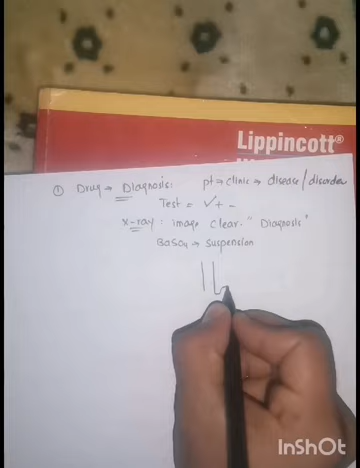 Lippincott®
① Drug → Diagnosis: pt → clinic → disease/disorder
Test = ✓ + -
x-ray : image clear - "Diagnosis"
BaSO4 → Suspension
InShOt